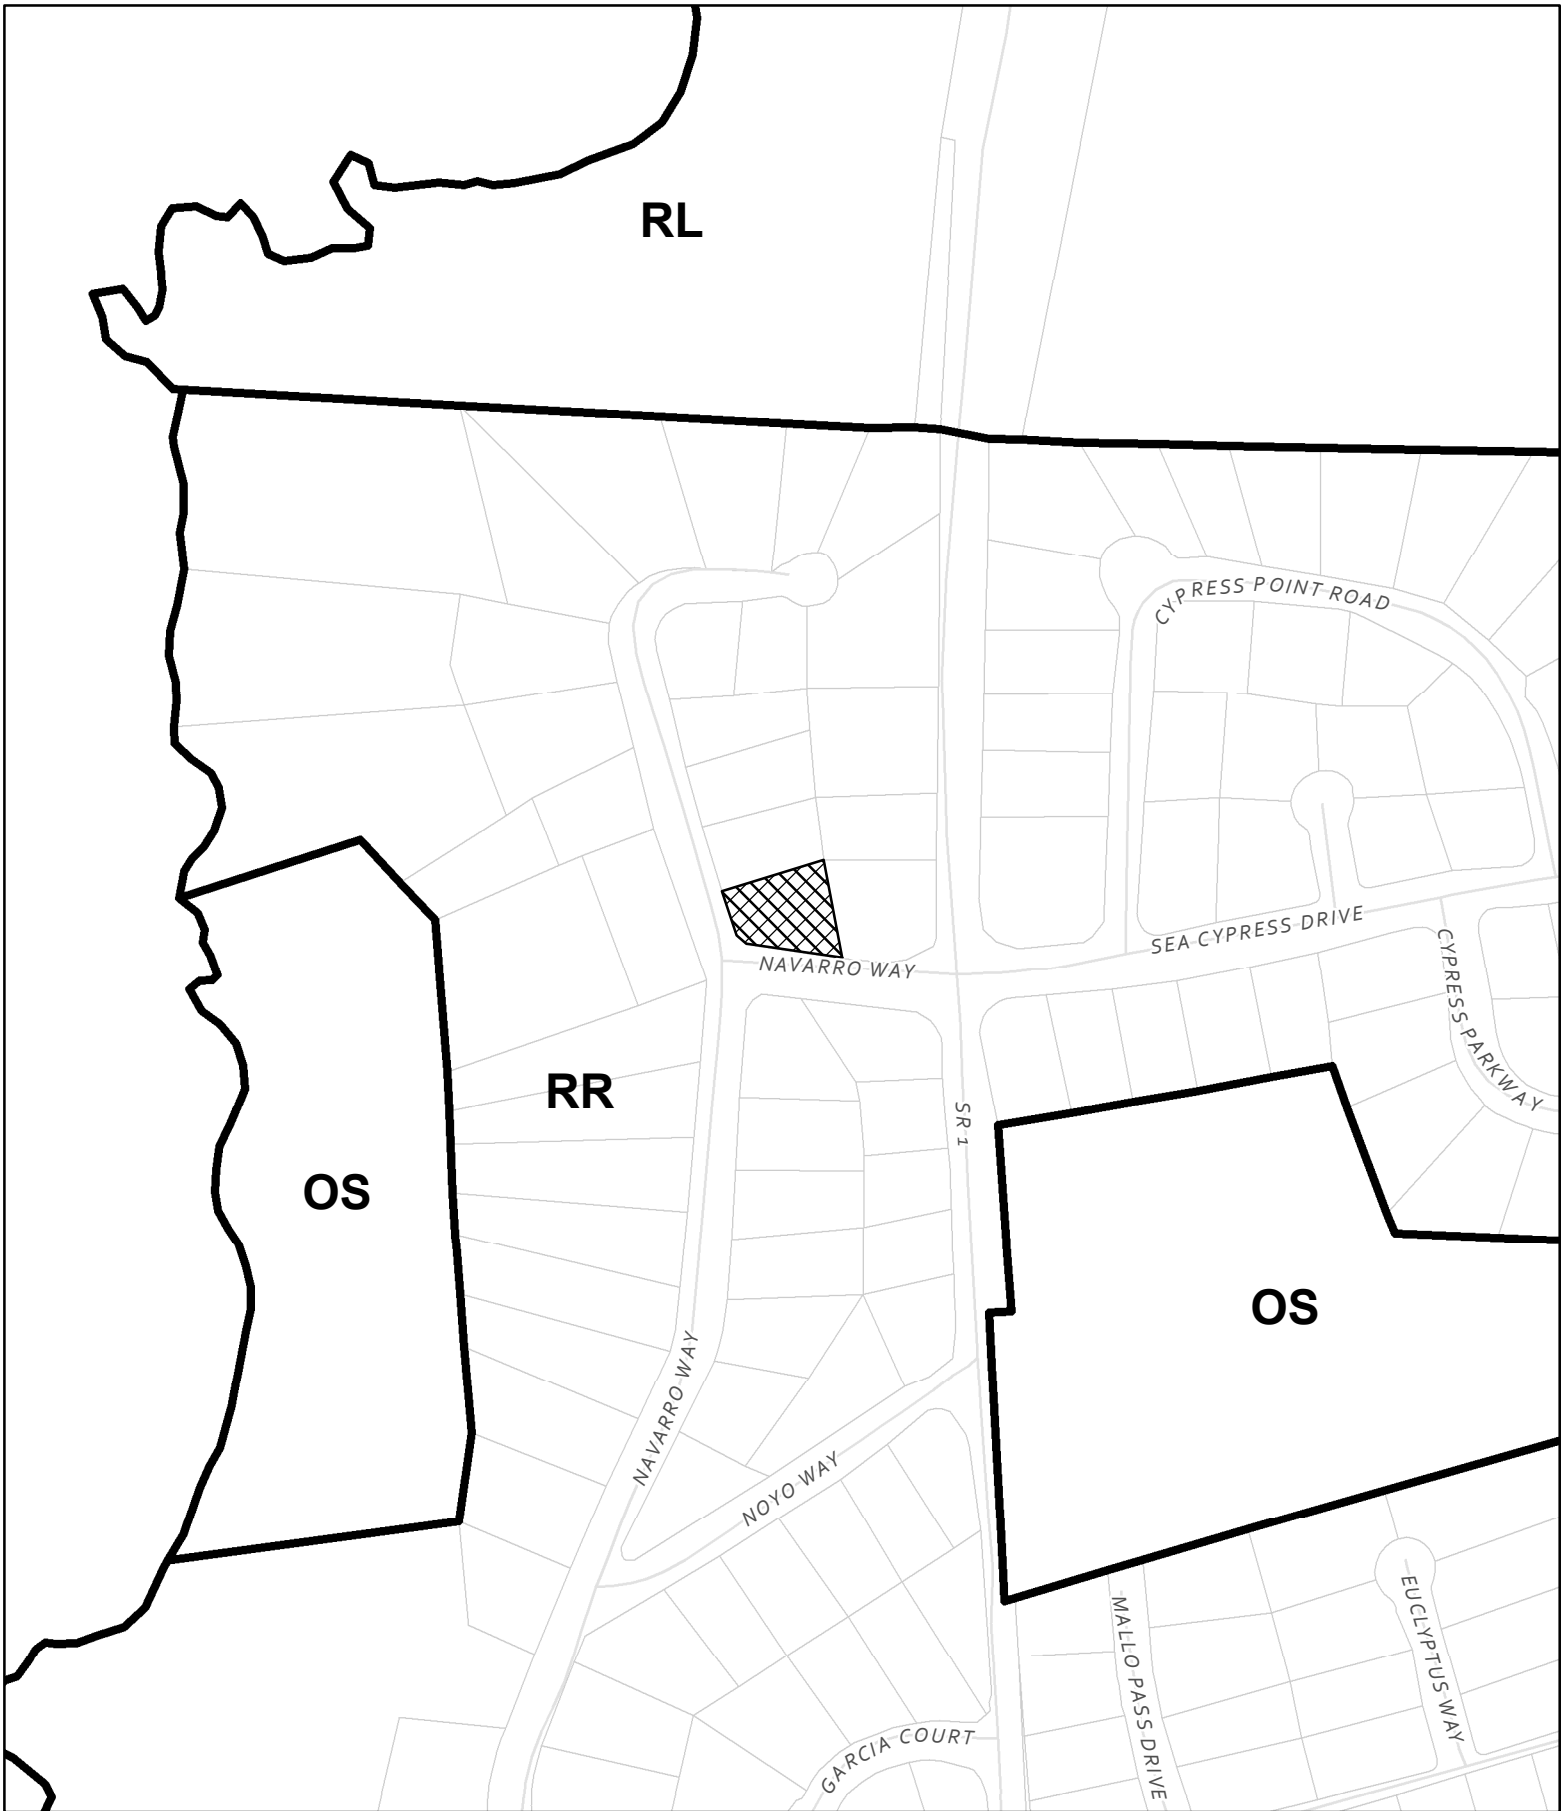 RL
CYPRESS POINT ROAD
SEA CYPRESS DRIVE
NAVARRO WAY
CYPRESS PARKWAY
RR
SR 1
OS
OS
NAVARRO WAY
NOYO WAY
EUCLYPTUS WAY
MALLO PASS DRIVE
GARCIA COURT